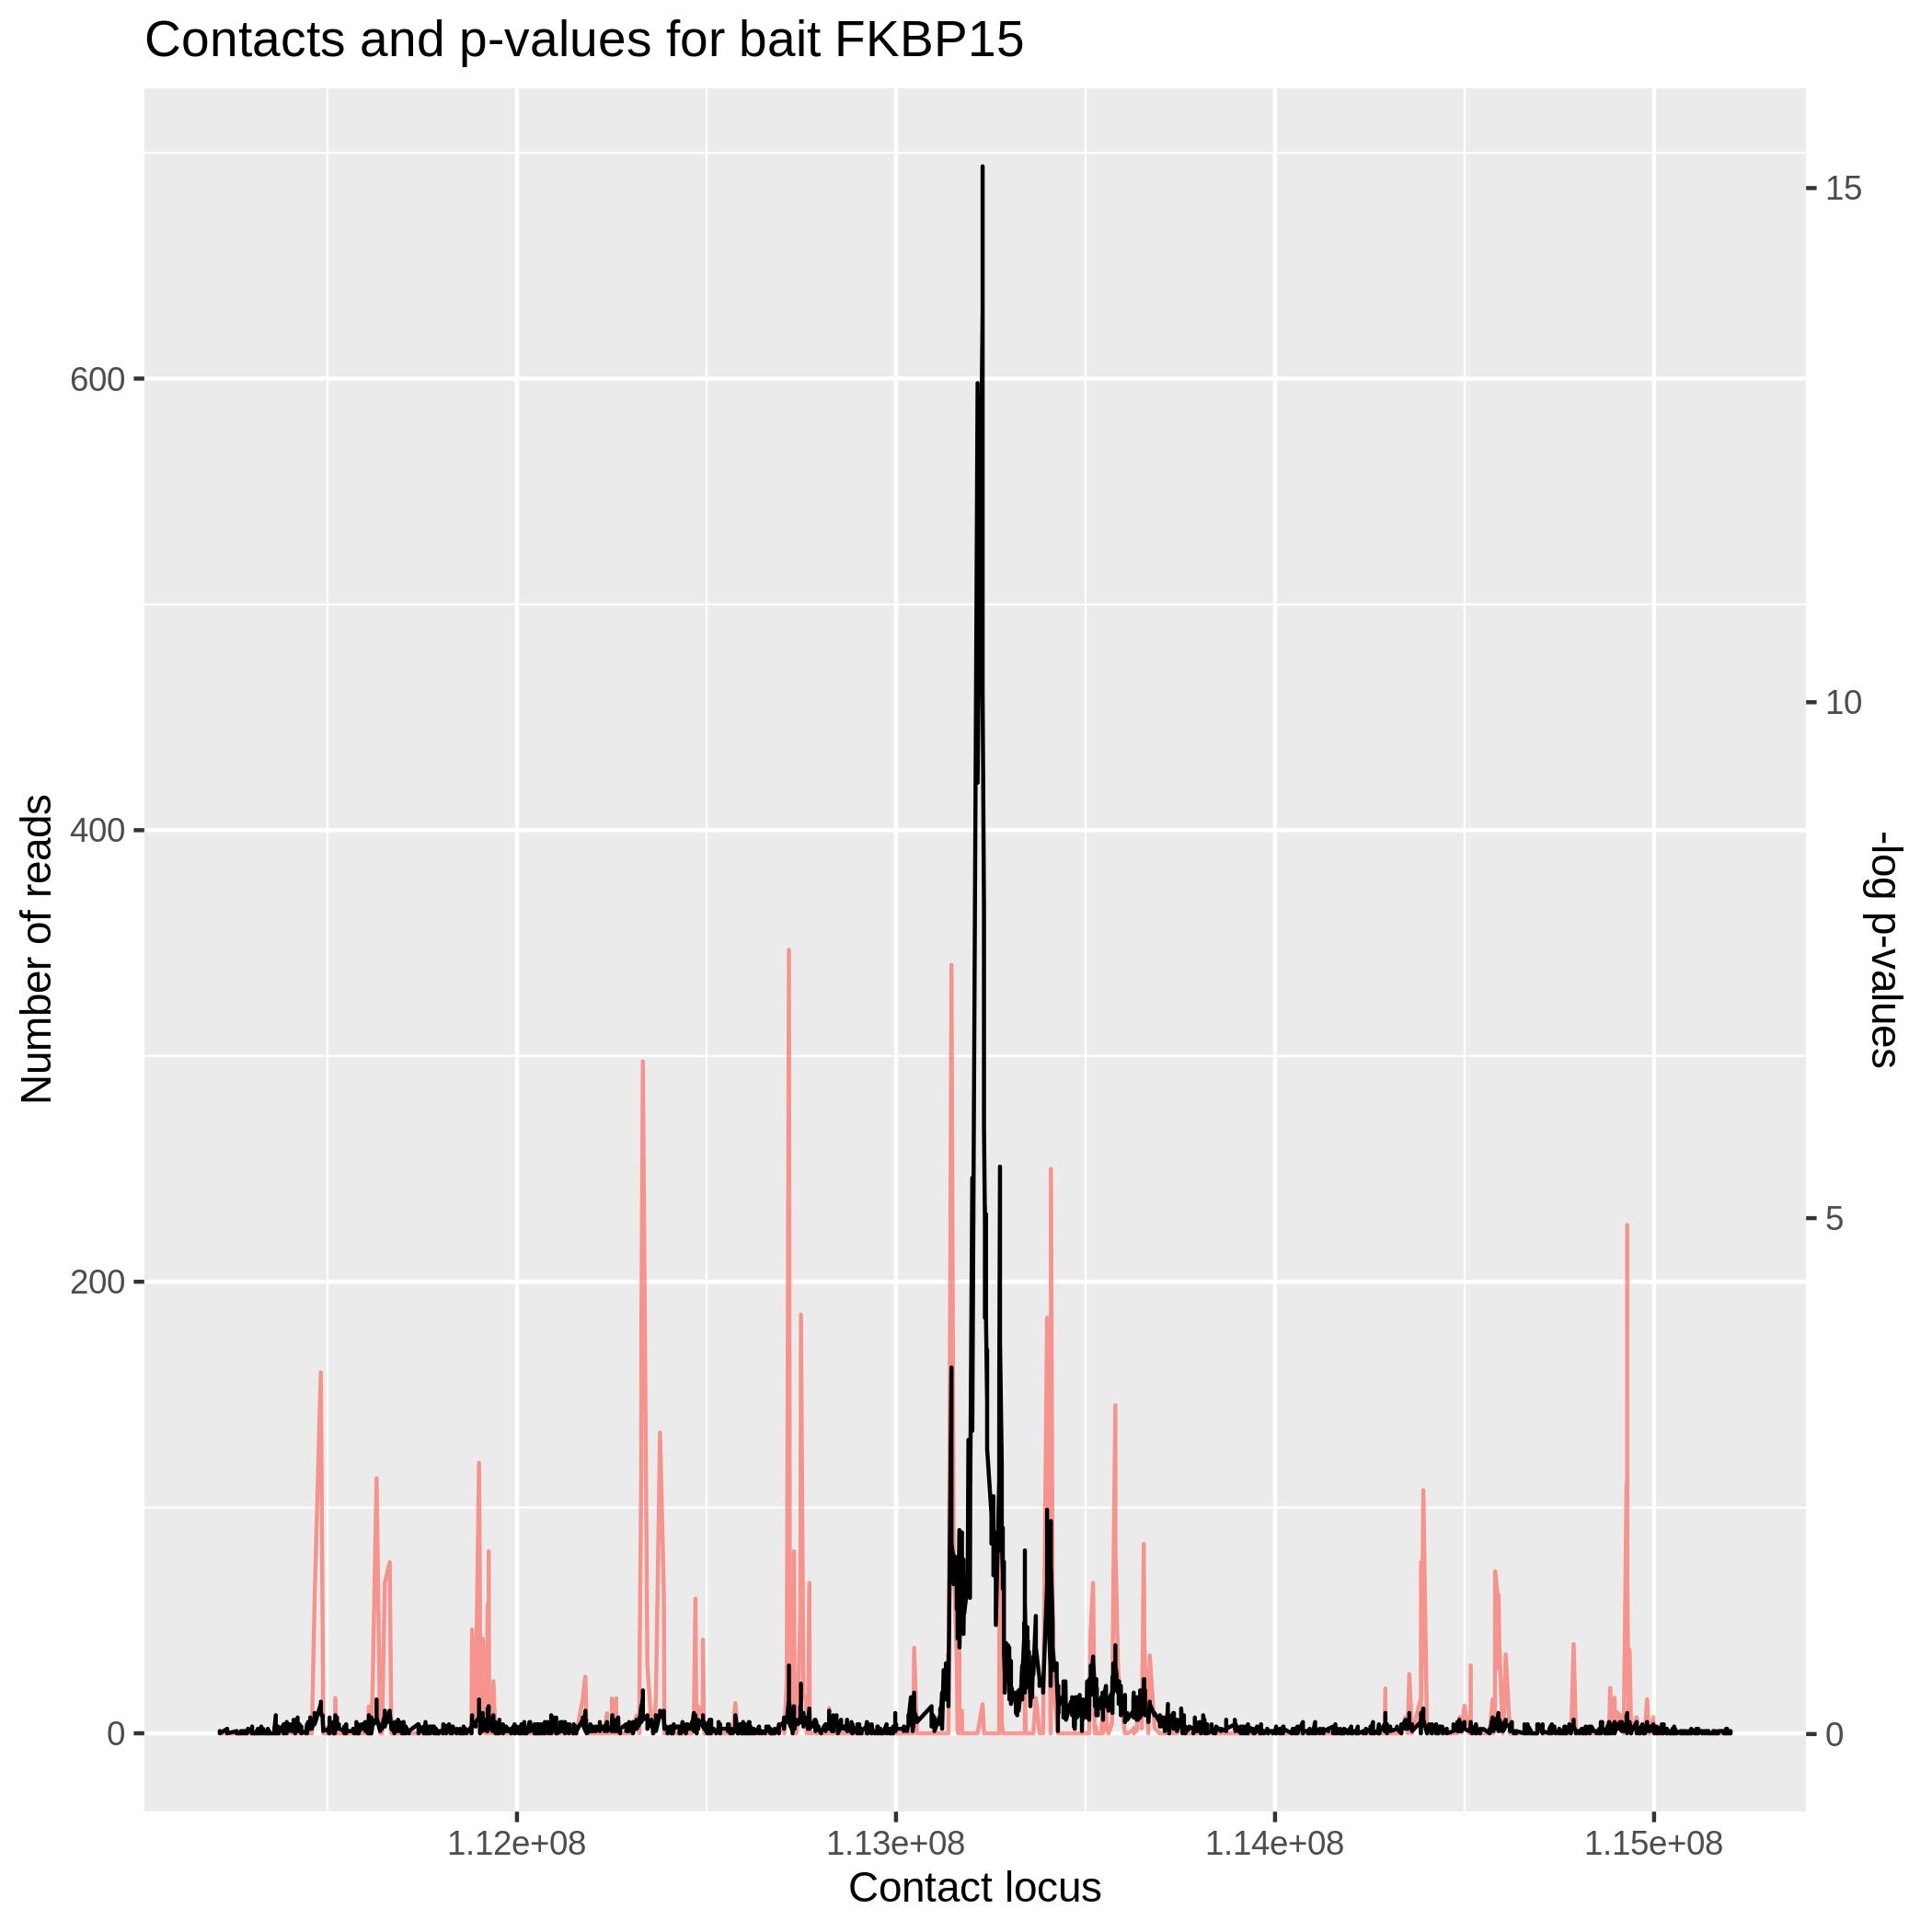 Contacts and p-values for bait FKBP15
Number of reads
600
400
200
0
15
10
5
0
-log p-values
1.12e+08
1.13e+08
1.14e+08
1.15e+08
Contact locus